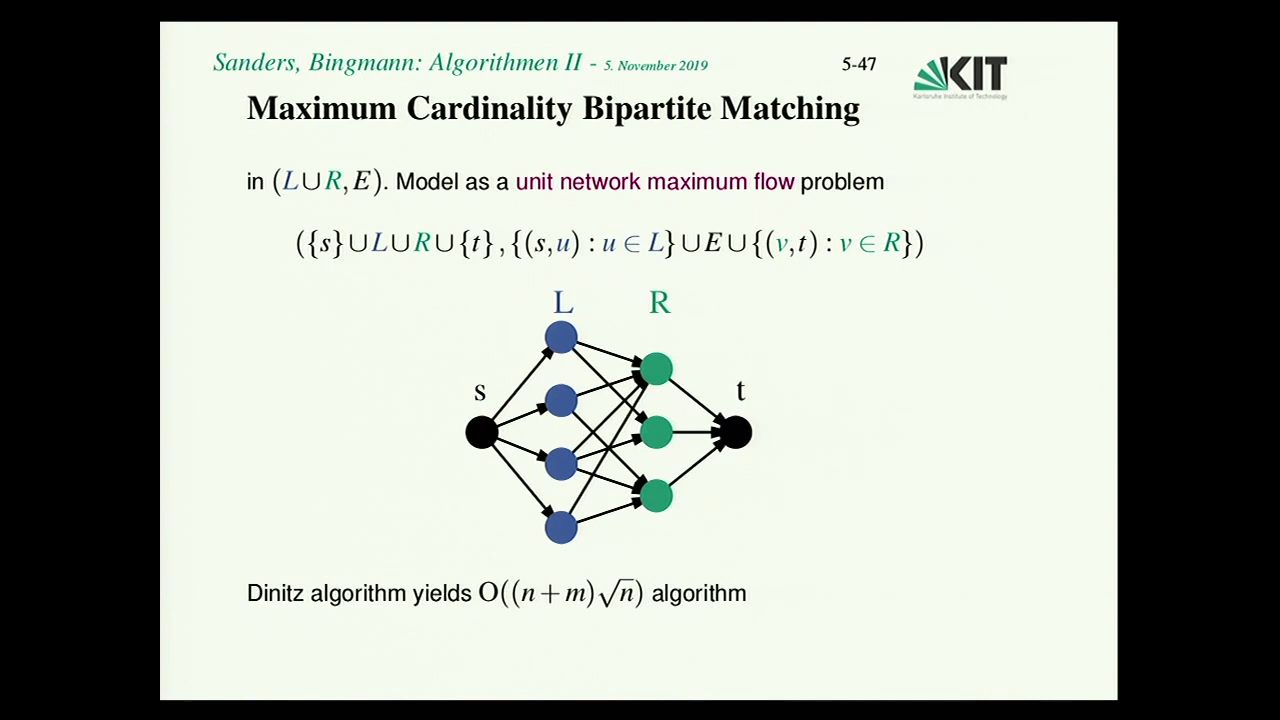 Sanders, Bingmann: Algorithmen II - 5. November 2019 5-47 KIT
Karlsruhe Institute of Technology
Maximum Cardinality Bipartite Matching
in (L∪R,E). Model as a unit network maximum flow problem
({s}∪L∪R∪{t},{(s,u) : u ∈ L}∪E∪{(v,t) : v ∈ R})
L R
s t
Dinitz algorithm yields O((n+m)√n) algorithm